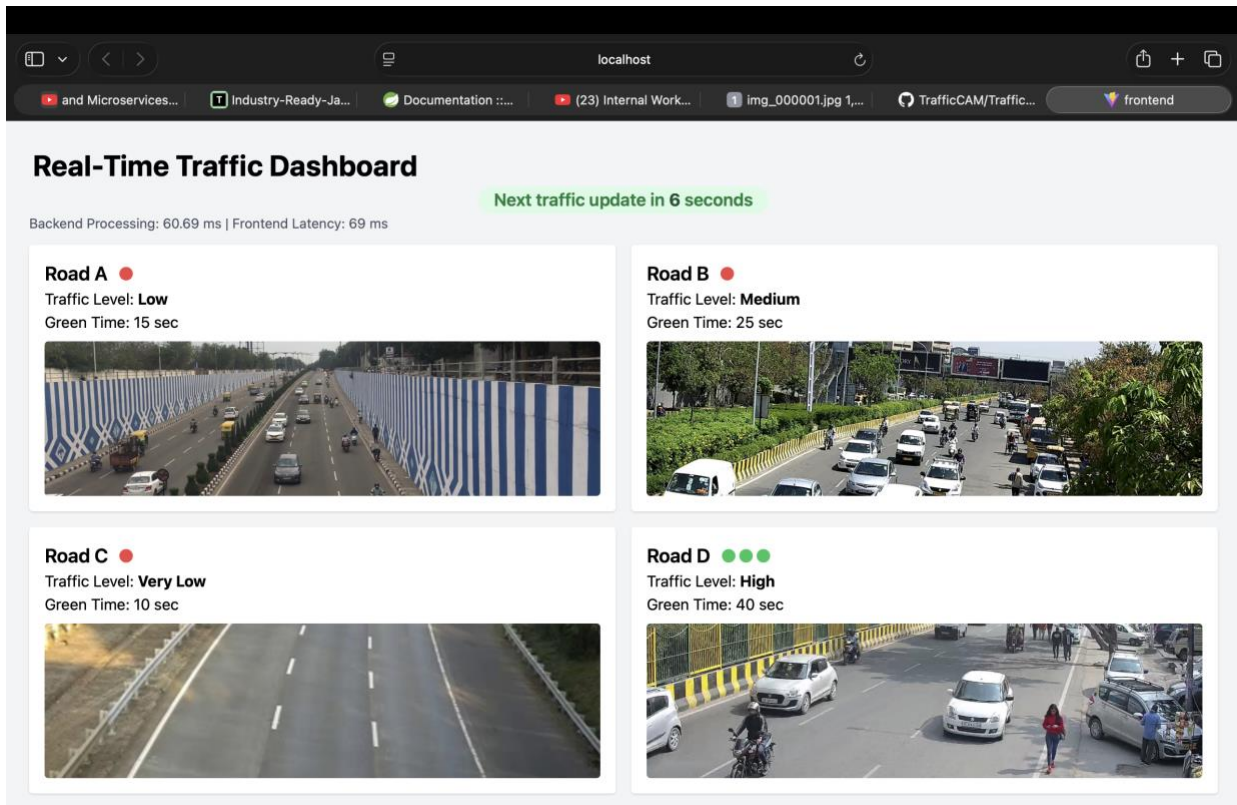 localhost
and Microservices...
Industry-Ready-Ja...
Documentation ::...
(23) Internal Work...
1
img_000001.jpg 1,...
TrafficCAM/Traffic...
frontend
Real-Time Traffic Dashboard
Next traffic update in 6 seconds
Backend Processing: 60.69 ms | Frontend Latency: 69 ms
Road A
Traffic Level: Low
Green Time: 15 sec
Road B
Traffic Level: Medium
Green Time: 25 sec
Road C
Traffic Level: Very Low
Green Time: 10 sec
Road D
Traffic Level: High
Green Time: 40 sec